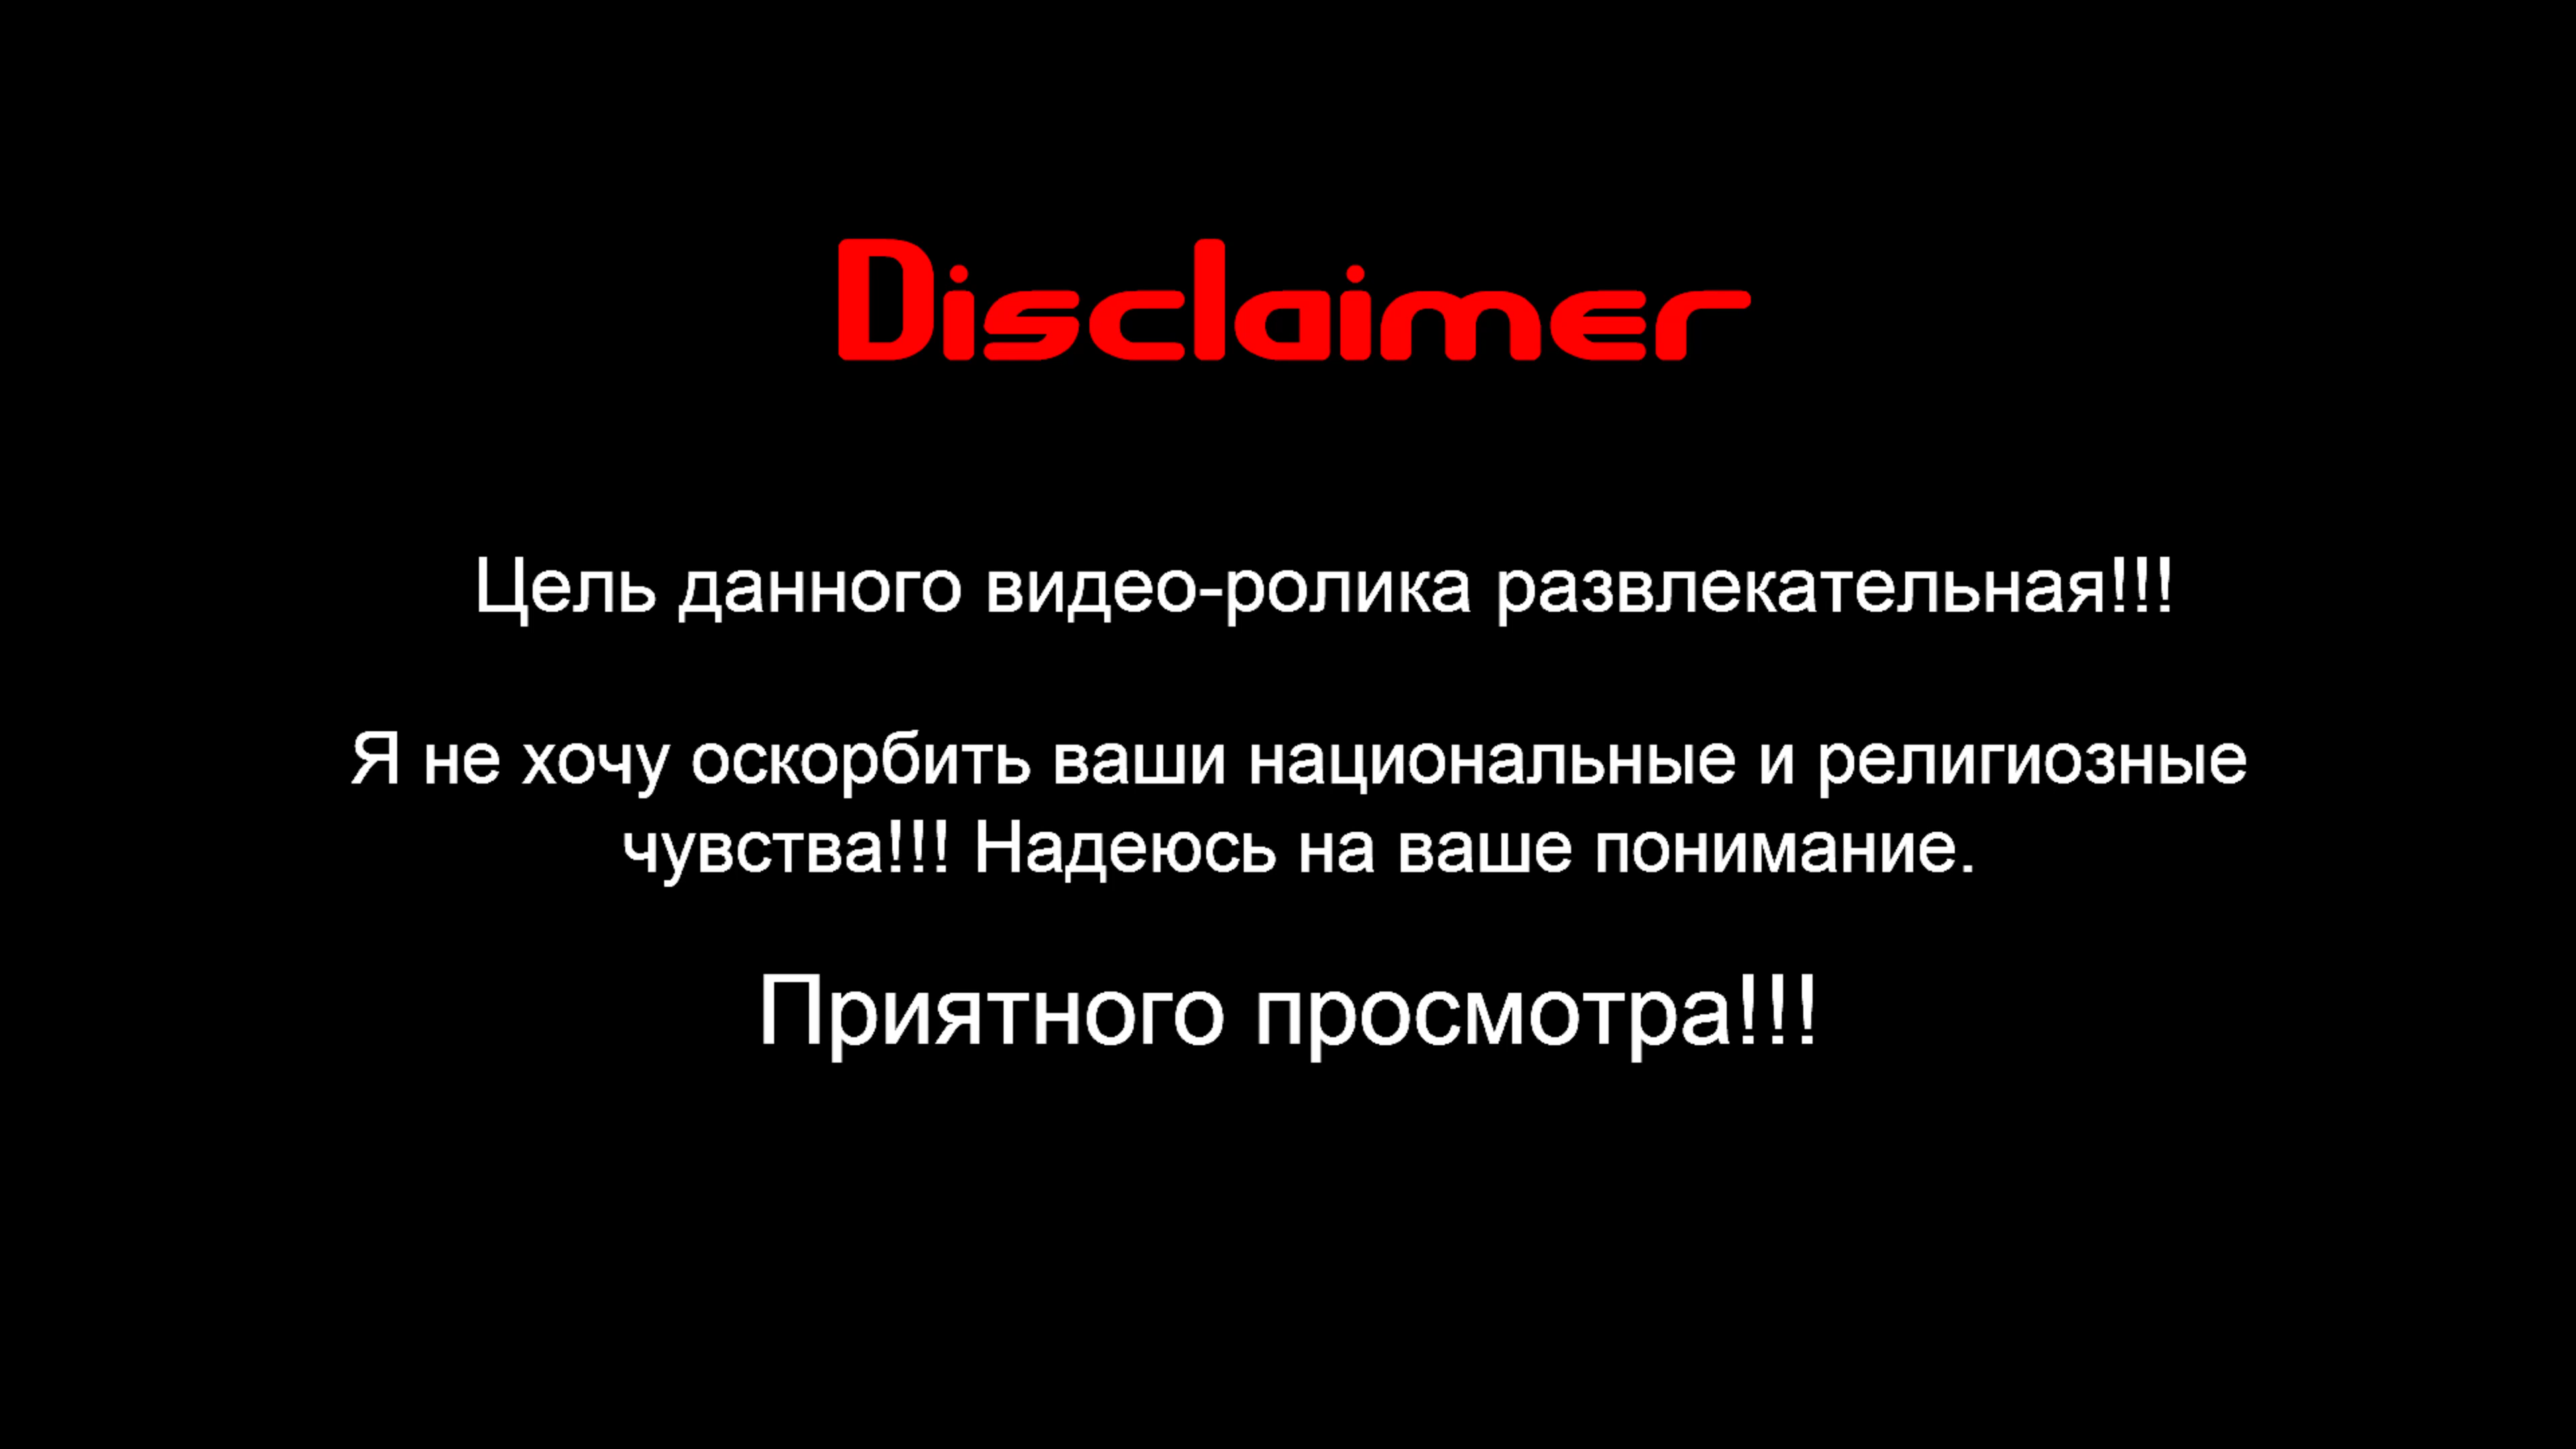 Disclaimer
Цель данного видео-ролика развлекательная!!!
Я не хочу оскорбить ваши национальные и религиозные
чувства!!! Надеюсь на ваше понимание.
Приятного просмотра!!!